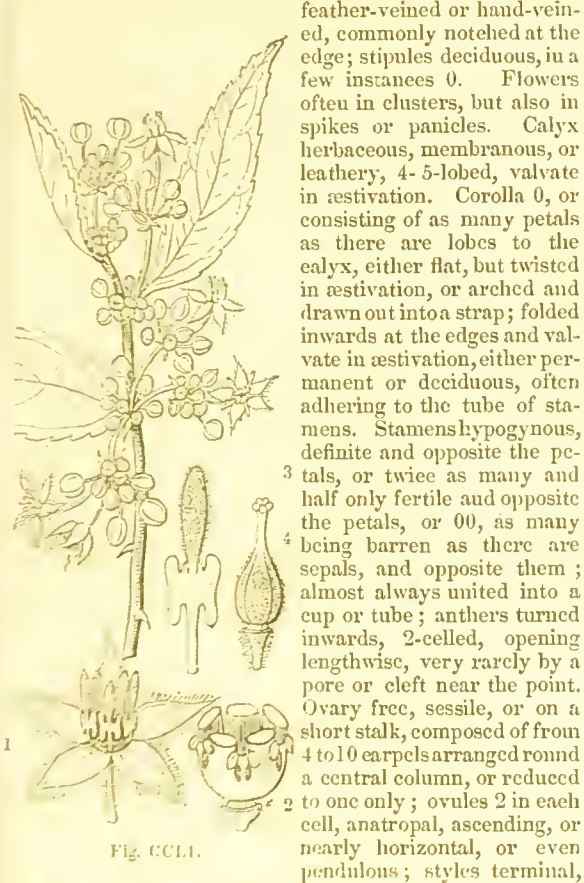 feather-veined or hand-vein-
ed, commonly notched at the
edge; stipules deciduous, in a
few instances 0. Flowers
often in clusters, but also in
spikes or panicles. Calyx
herbaceous, membranous, or
leathery, 4- 5-lobed, valvate
in æstivation. Corolla 0, or
consisting of as many petals
as there are lobes to the
calyx, either flat, but twisted
in æstivation, or arched and
drawn out into a strap; folded
inwards at the edges and val-
vate in æstivation, either per-
manent or deciduous, often
adhering to the tube of sta-
mens. Stamens hypogynous,
definite and opposite the pe-
tals, or twice as many and
half only fertile and opposite
the petals, or 00, as many
being barren as there are
sepals, and opposite them ;
almost always united into a
cup or tube ; anthers turned
inwards, 2-celled, opening
lengthwise, very rarely by a
pore or cleft near the point.
Ovary free, sessile, or on a
short stalk, composed of from
4 to 10 carpels arranged round
a central column, or reduced
to one only ; ovules 2 in each
cell, anatropal, ascending, or
nearly horizontal, or even
pendulous ; styles terminal,
3
4
1
2
Fig. CCLI.